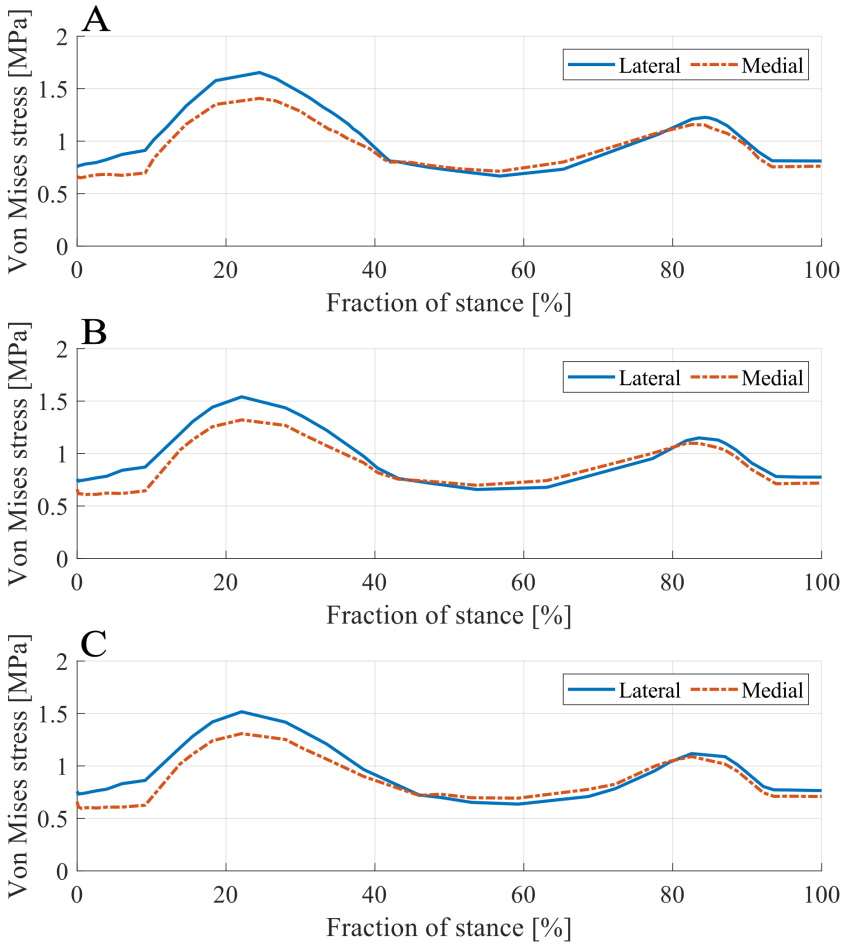 A
Von Mises stress [MPa]
2
1.5
1
0.5
0
Lateral
Medial
0 20 40 60 80 100
Fraction of stance [%]
B
Von Mises stress [MPa]
2
1.5
1
0.5
0
Lateral
Medial
0 20 40 60 80 100
Fraction of stance [%]
C
Von Mises stress [MPa]
2
1.5
1
0.5
0
Lateral
Medial
0 20 40 60 80 100
Fraction of stance [%]